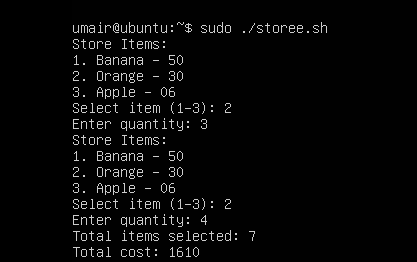 umair@ubuntu:~$ sudo ./storee.sh
Store Items:
1. Banana - 50
2. Orange - 30
3. Apple - 06
Select item (1-3): 2
Enter quantity: 3
Store Items:
1. Banana - 50
2. Orange - 30
3. Apple - 06
Select item (1-3): 2
Enter quantity: 4
Total items selected: 7
Total cost: 1610